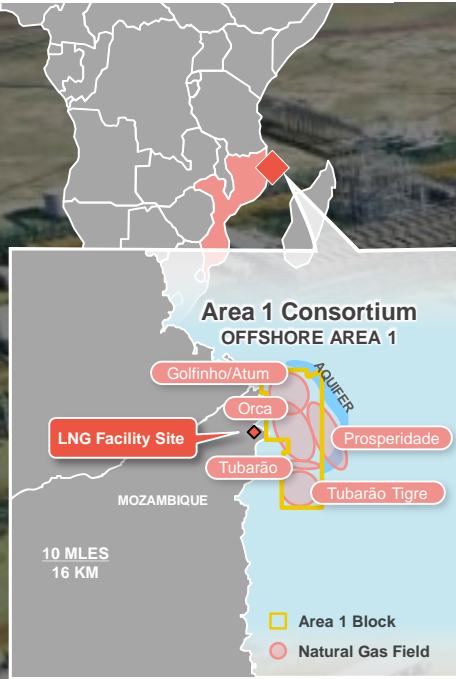 Area 1 Consortium
OFFSHORE AREA 1
AQUIFER
Golfinho/Atum
Orca
LNG Facility Site
Prosperidade
Tubarão
Tubarão Tigre
MOZAMBIQUE
10 MLES
16 KM
Area 1 Block
Natural Gas Field